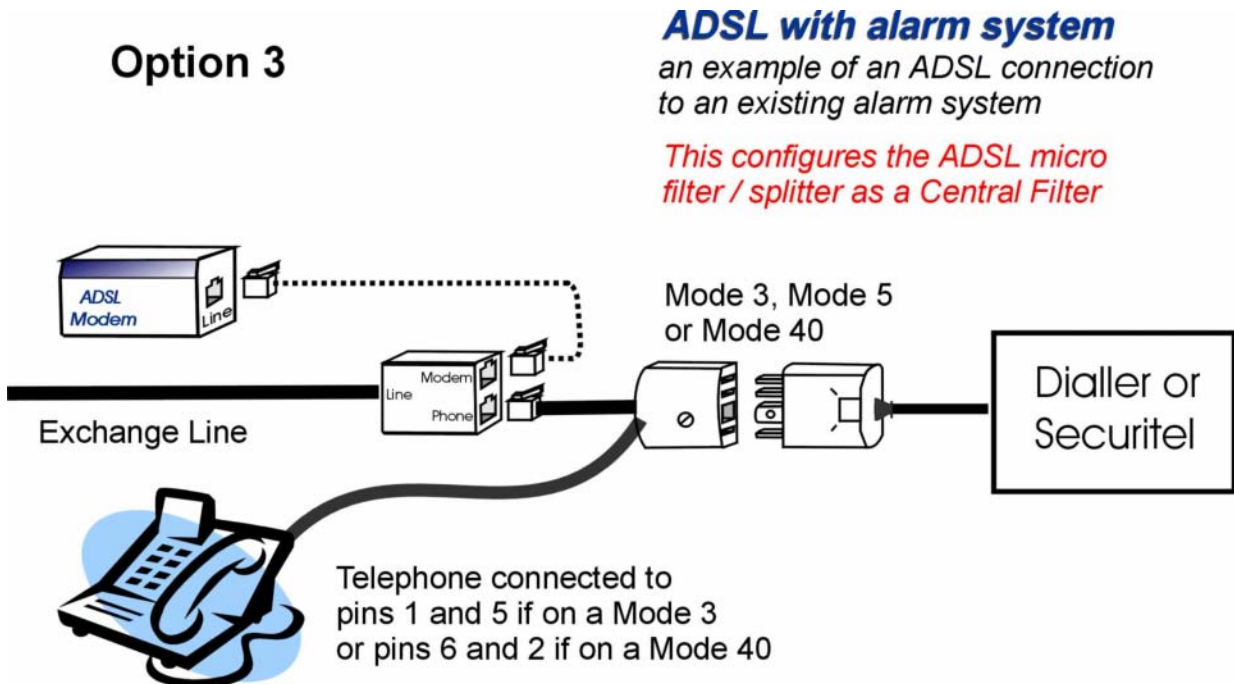 Option 3
ADSL with alarm system
an example of an ADSL connection
to an existing alarm system
This configures the ADSL micro
filter / splitter as a Central Filter
ADSL
Modem
Line
Mode 3, Mode 5
or Mode 40
Modem
Line
Phone
Exchange Line
Dialler or
Securitel
Telephone connected to
pins 1 and 5 if on a Mode 3
or pins 6 and 2 if on a Mode 40